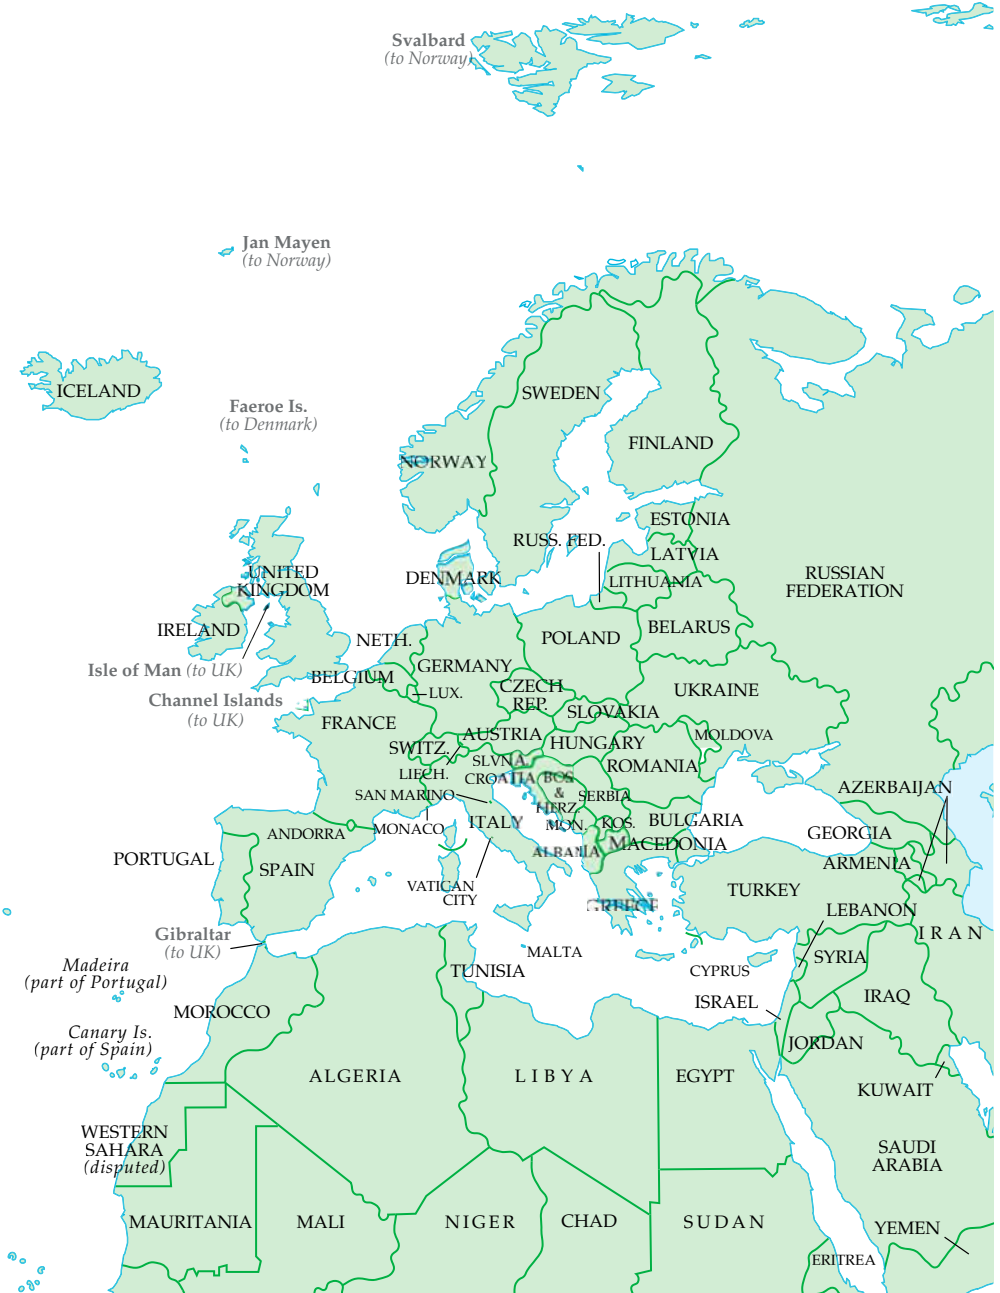 Svalbard
(to Norway)
Jan Mayen
(to Norway)
ICELAND
Faeroe Is.
(to Denmark)
SWEDEN
FINLAND
NORWAY
ESTONIA
RUSS. FED.
LATVIA
UNITED
KINGDOM
DENMARK
LITHUANIA
RUSSIAN
FEDERATION
IRELAND
NETH.
POLAND
BELARUS
Isle of Man (to UK)
BELGIUM
GERMANY
LUX.
CZECH
REP.
UKRAINE
Channel Islands
(to UK)
FRANCE
SLOVAKIA
SWITZ.
AUSTRIA
HUNGARY
MOLDOVA
LIECH.
SLVNA.
ROMANIA
CROATIA
BOS
&
HERZ.
SAN MARINO
SERBIA
AZERBAIJAN
ANDORRA
MONACO
ITALY
MON.
KOS.
BULGARIA
GEORGIA
PORTUGAL
SPAIN
ALBANIA
MACEDONIA
ARMENIA
VATICAN
CITY
GREECE
TURKEY
LEBANON
Gibraltar
(to UK)
MALTA
IRAN
Madeira
(part of Portugal)
TUNISIA
CYPRUS
SYRIA
MOROCCO
ISRAEL
IRAQ
Canary Is.
(part of Spain)
JORDAN
ALGERIA
LIBYA
EGYPT
KUWAIT
WESTERN
SAHARA
(disputed)
SAUDI
ARABIA
MAURITANIA
MALI
NIGER
CHAD
SUDAN
YEMEN
ERITREA